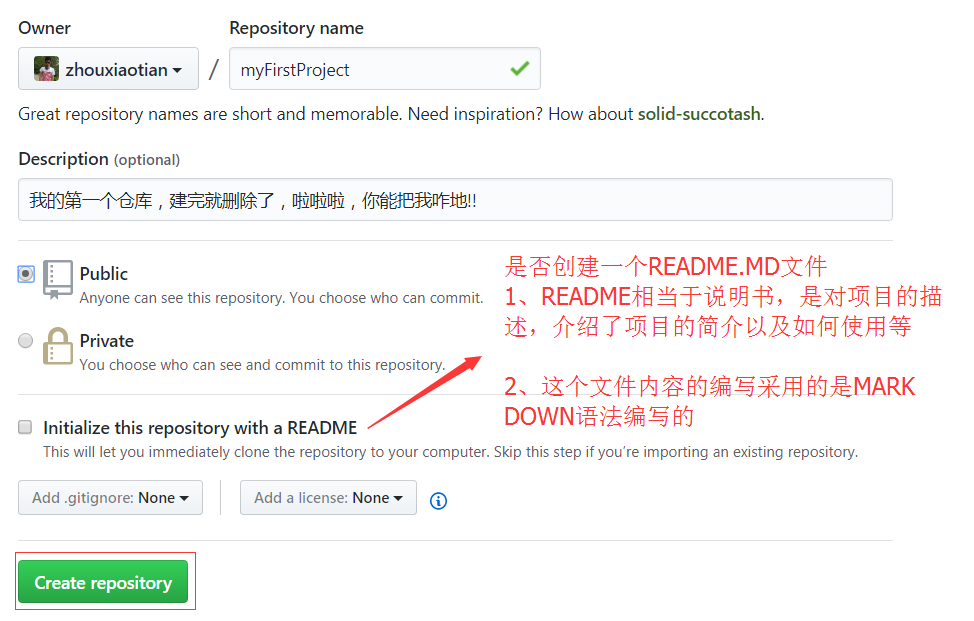 Owner
Repository name
zhouxiaotian / myFirstProject
Great repository names are short and memorable. Need inspiration? How about solid-succotash.
Description (optional)
我的第一个仓库，建完就删除了，啦啦啦，你能把我咋地!!
Public
Anyone can see this repository. You choose who can commit.
Private
You choose who can see and commit to this repository.
是否创建一个README.MD文件
1、README相当于说明书，是对项目的描
述，介绍了项目的简介以及如何使用等
2、这个文件内容的编写采用的是MARK
DOWN语法编写的
Initialize this repository with a README
This will let you immediately clone the repository to your computer. Skip this step if you’re importing an existing repository.
Add .gitignore: None
Add a license: None
Create repository